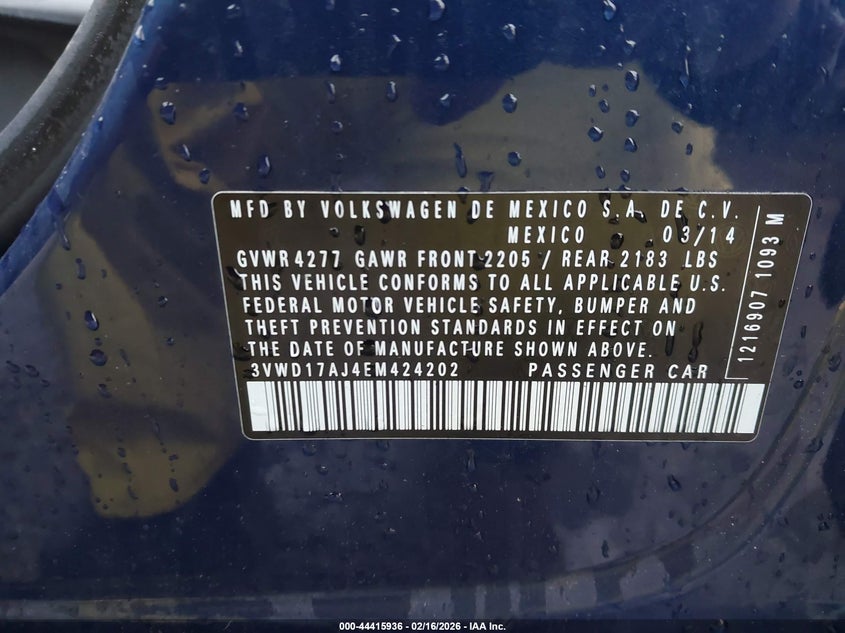 MFD BY VOLKSWAGEN DE MEXICO S.A. DE C.V.
MEXICO 03/14
GVWR 4277 GAWR FRONT 2205 / REAR 2183 LBS
THIS VEHICLE CONFORMS TO ALL APPLICABLE U.S.
FEDERAL MOTOR VEHICLE SAFETY, BUMPER AND
THEFT PREVENTION STANDARDS IN EFFECT ON
THE DATE OF MANUFACTURE SHOWN ABOVE.
3VWD17AJ4EM424202 PASSENGER CAR
1216907 1093 M
000-44415936 - 02/16/2026 - IAA Inc.